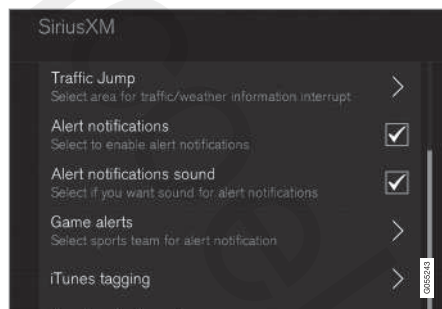 SiriusXM
Traffic Jump
Select area for traffic/weather information interrupt
Alert notifications
Select to enable alert notifications
Alert notifications sound
Select if you want sound for alert notifications
Game alerts
Select sports team for alert notification
iTunes tagging
G055243